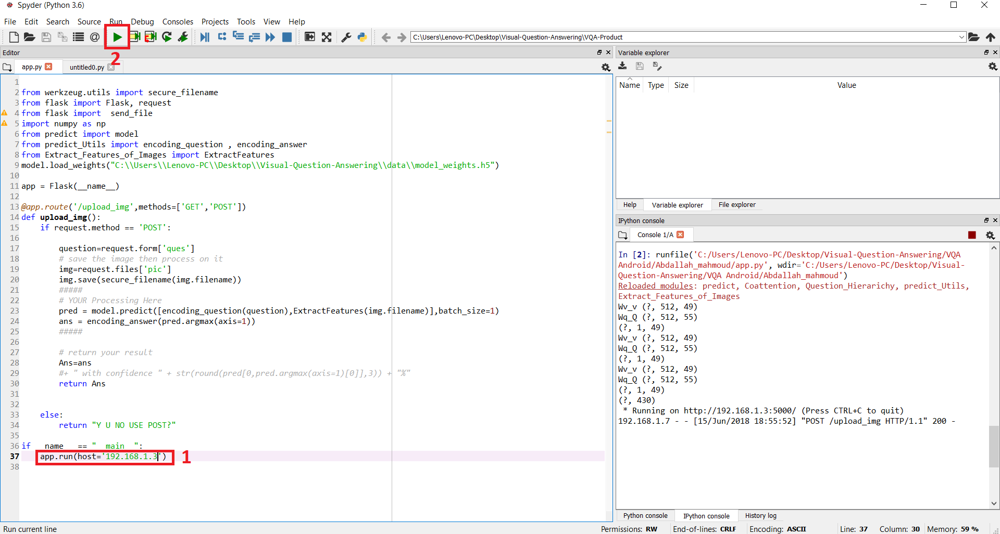 Spyder (Python 3.6)
File Edit Search Source Run Debug Consoles Projects Tools View Help
@ C:\Users\Lenovo-PC\Desktop\Visual-Question-Answering\VQA-Product
2
Editor
app.py untitled0.py
1
2 from werkzeug.utils import secure_filename
3 from flask import Flask, request
4 from flask import  send_file
5 import numpy as np
6 from predict import model
7 from predict_Utils import encoding_question , encoding_answer
8 from Extract_Features_of_Images import ExtractFeatures
9 model.load_weights("C:\\Users\\Lenovo-PC\\Desktop\\Visual-Question-Answering\\data\\model_weights.h5")
10
11 app = Flask(__name__)
12
13 @app.route('/upload_img',methods=['GET','POST'])
14 def upload_img():
15     if request.method == 'POST':
16
17         question=request.form['ques']
18         # save the image then process on it
19         img=request.files['pic']
20         img.save(secure_filename(img.filename))
21         #####
22         # YOUR Processing Here
23         pred = model.predict([encoding_question(question),ExtractFeatures(img.filename)],batch_size=1)
24         ans = encoding_answer(pred.argmax(axis=1))
25         #####
26
27         # return your result
28         Ans=ans
29         #+ " with confidence " + str(round(pred[0,pred.argmax(axis=1)[0]],3)) + "%"
30         return Ans
31
32
33     else:
34         return "Y U NO USE POST?"
35
36 if __name__ == "__main__":
37     app.run(host='192.168.1.3')
1
38
Variable explorer
Name Type Size Value
Help Variable explorer File explorer
IPython console
Console 1/A
In [2]: runfile('C:/Users/Lenovo-PC/Desktop/Visual-Question-Answering/VQA
Android/Abdallah_mahmoud/app.py', wdir='C:/Users/Lenovo-PC/Desktop/Visual-
Question-Answering/VQA Android/Abdallah_mahmoud')
Reloaded modules: predict, Coattention, Question_Hierarichy, predict_Utils,
Extract_Features_of_Images
Wv_v (?, 512, 49)
Wq_Q (?, 512, 55)
(?, 1, 49)
Wv_v (?, 512, 49)
Wq_Q (?, 512, 55)
(?, 1, 49)
Wv_v (?, 512, 49)
Wq_Q (?, 512, 55)
(?, 1, 49)
(?, 430)
 * Running on http://192.168.1.3:5000/ (Press CTRL+C to quit)
192.168.1.7 - - [15/Jun/2018 18:55:52] "POST /upload_img HTTP/1.1" 200 -
Python console IPython console History log
Run current line Permissions: RW End-of-lines: CRLF Encoding: ASCII Line: 37 Column: 30 Memory: 59 %